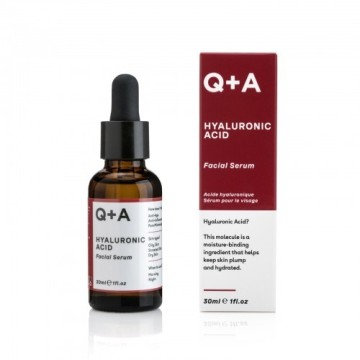 Q+A
HYALURONIC
ACID
Facial Serum
30ml ℮ 1fl.oz
Q+A
HYALURONIC
ACID
Facial Serum
Acide hyaluronique
Sérum pour le visage
Hyaluronic Acid?
This molecule is a
moisture-binding
ingredient that helps
keep skin plump
and hydrated.
30ml ℮ 1fl.oz